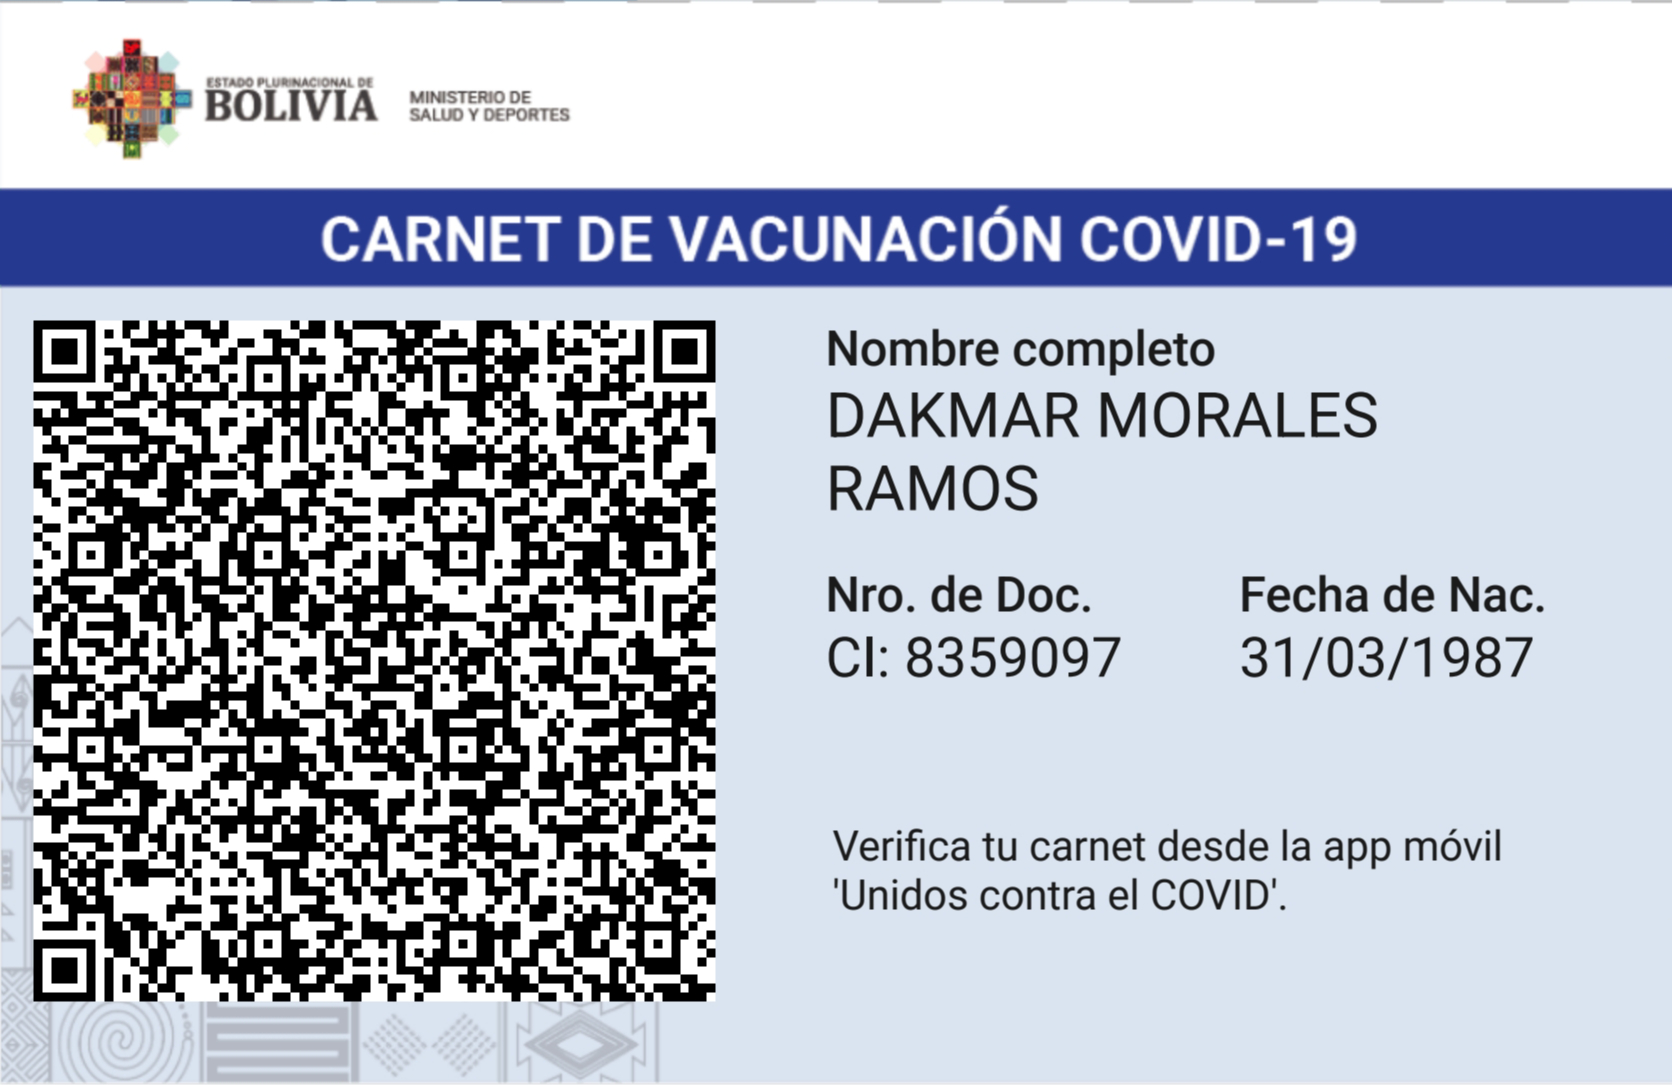 ESTADO PLURINACIONAL DE
BOLIVIA
MINISTERIO DE
SALUD Y DEPORTES
CARNET DE VACUNACIÓN COVID-19
Nombre completo
DAKMAR MORALES
RAMOS
Nro. de Doc.
CI: 8359097
Fecha de Nac.
31/03/1987
Verifica tu carnet desde la app móvil
'Unidos contra el COVID'.